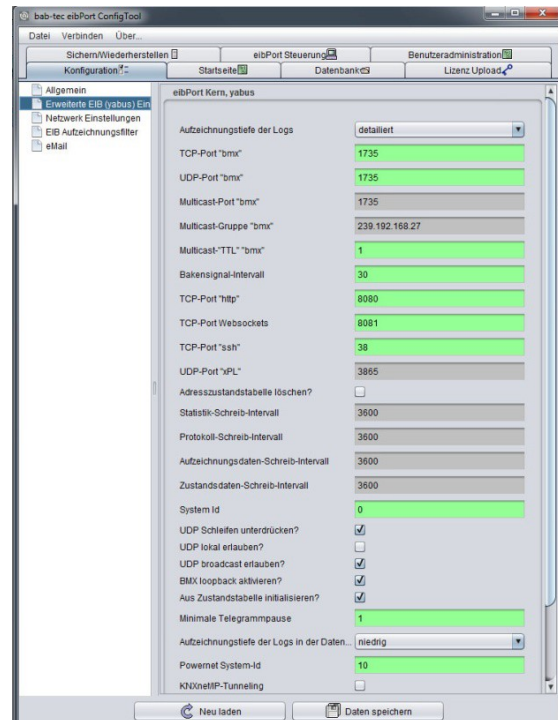 bab-tec eibPort ConfigTool
Datei Verbinden Über...
Sichern/Wiederherstellen eibPort Steuerung Benutzeradministration
Konfiguration Startseite Datenbank Lizenz Upload
Allgemein
Erweiterte EIB (yabus) Ein
Netzwerk Einstellungen
EIB Aufzeichnungsfilter
eMail
eibPort Kern, yabus
Aufzeichnungstiefe der Logs detailiert
TCP-Port "bmx" 1735
UDP-Port "bmx" 1735
Multicast-Port "bmx" 1735
Multicast-Gruppe "bmx" 239.192.168.27
Multicast-"TTL" "bmx" 1
Bakensignal-Intervall 30
TCP-Port "http" 8080
TCP-Port Websockets 8081
TCP-Port "ssh" 38
UDP-Port "xPL" 3865
Adresszustandstabelle löschen?
Statistik-Schreib-Intervall 3600
Protokoll-Schreib-Intervall 3600
Aufzeichnungsdaten-Schreib-Intervall 3600
Zustandsdaten-Schreib-Intervall 3600
System Id 0
UDP Schleifen unterdrücken?
UDP lokal erlauben?
UDP broadcast erlauben?
BMX loopback aktivieren?
Aus Zustandstabelle initialisieren?
Minimale Telegrammpause 1
Aufzeichnungstiefe der Logs in der Daten... niedrig
Powernet System-Id 10
KNXnet/IP-Tunneling
Neu laden Daten speichern